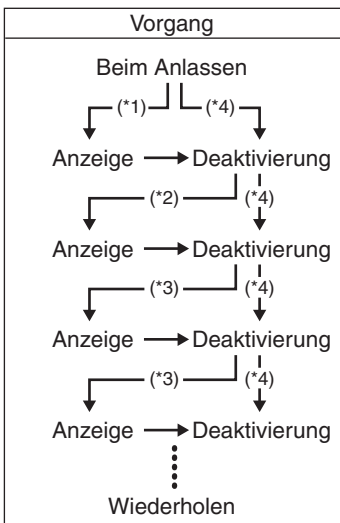 Vorgang
Beim Anlassen
(*1) (*4)
Anzeige Deaktivierung
(*2) (*4)
Anzeige Deaktivierung
(*3) (*4)
Anzeige Deaktivierung
(*3) (*4)
Anzeige Deaktivierung
Wiederholen